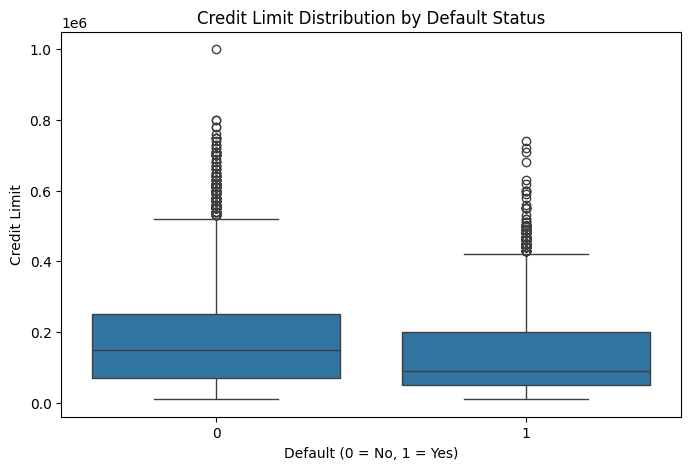 Credit Limit Distribution by Default Status
1e6
1.0
0.8
0.6
0.4
0.2
0.0
Credit Limit
0
1
Default (0 = No, 1 = Yes)